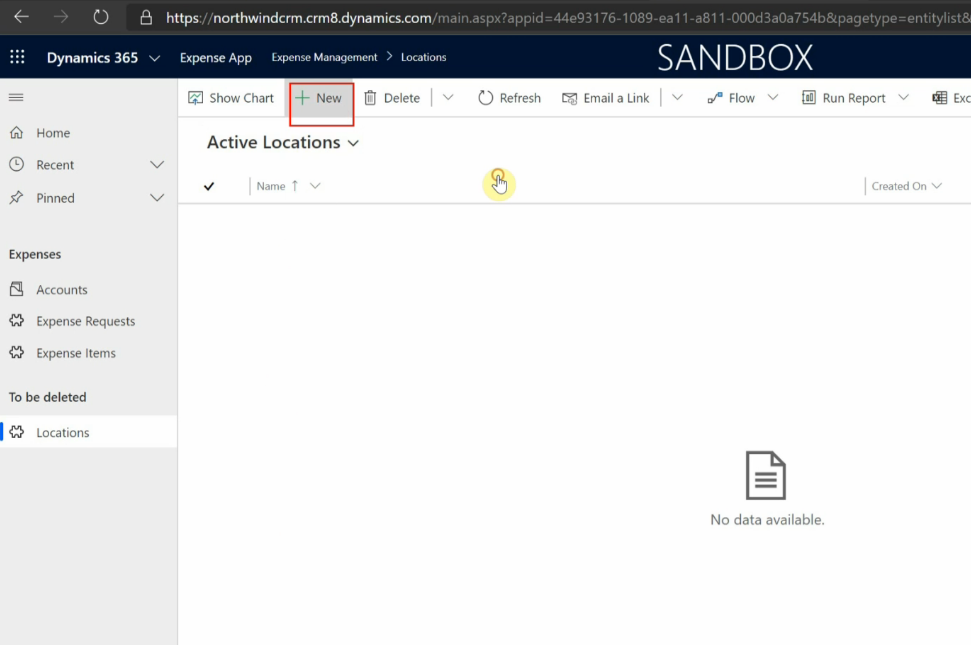 https://northwindcrm.crm8.dynamics.com/main.aspx?appid=44e93176-1089-ea11-a811-000d3a0a754b&pagetype=entitylist&
Dynamics 365 Expense App Expense Management > Locations SANDBOX
Show Chart + New Delete Refresh Email a Link Flow Run Report Exc
Home
Recent
Pinned
Active Locations
Name ↑ Created On
Expenses
Accounts
Expense Requests
Expense Items
To be deleted
Locations
No data available.